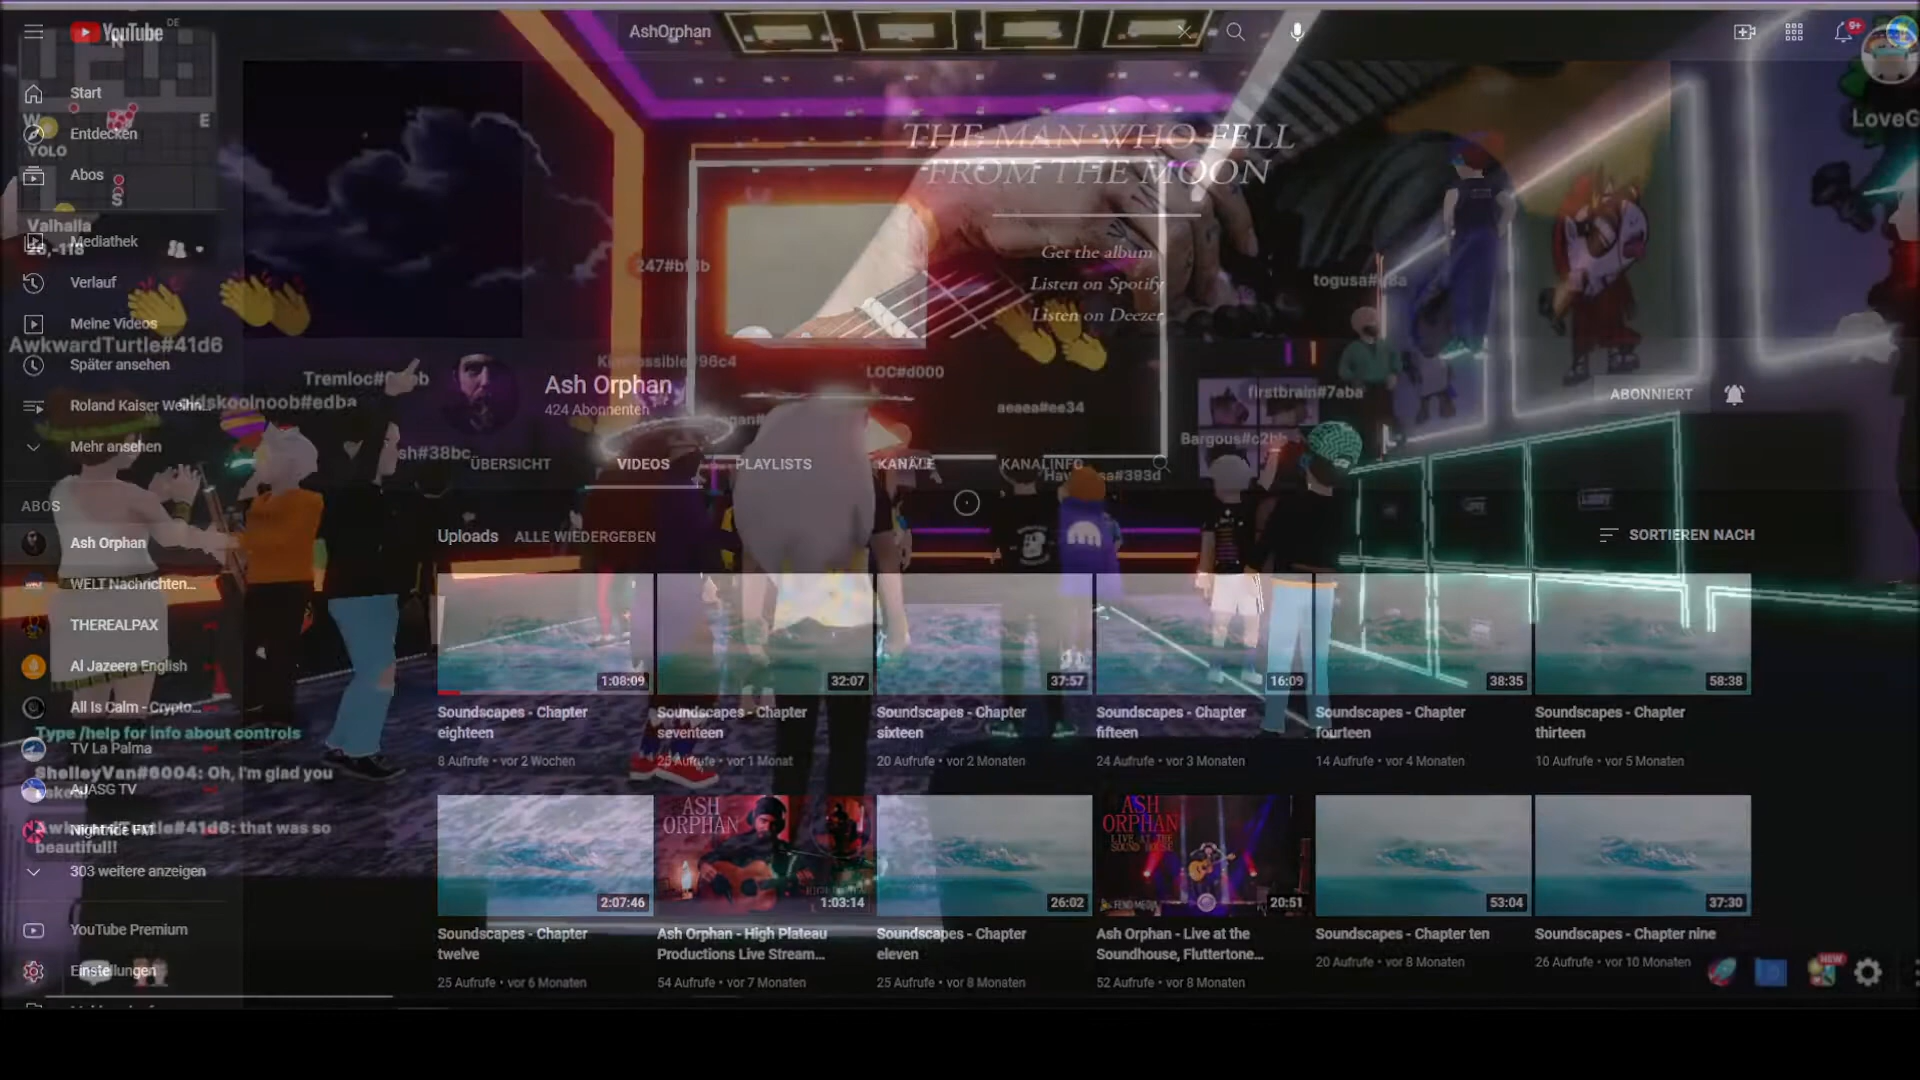 YouTube DE
AshOrphan
9+
N
Start
W
E
Entdecken
YOLO
Abos
S
Valhalla
Mediathek
Verlauf
Meine Videos
AwkwardTurtle#41d6
Später ansehen
Roland Kaiser Weihn...
Mehr ansehen
THE MAN WHO FELL
FROM THE MOON
Get the album
Listen on Spotify
Listen on Deezer
LOC#d000
aeaea#ee34
firstbrain#7aba
Ash Orphan
424 Abonnenten
ABONNIERT
ÜBERSICHT
VIDEOS
PLAYLISTS
KANÄLE
KANALINFO
ABOS
Ash Orphan
WELT Nachrichten...
THEREALPAX
Al Jazeera English
All Is Calm - Crypto...
Type /help for info about controls
TV La Palma
ShelleyVan#6004: Oh, I'm glad you
AJASG TV
AwkwardTurtle#41d6: that was so
beautiful!!
303 weitere anzeigen
YouTube Premium
Einstellungen
Uploads
ALLE WIEDERGEBEN
SORTIEREN NACH
1:08:09
32:07
37:57
16:09
38:35
58:38
Soundscapes - Chapter
eighteen
8 Aufrufe • vor 2 Wochen
Soundscapes - Chapter
seventeen
25 Aufrufe • vor 1 Monat
Soundscapes - Chapter
sixteen
20 Aufrufe • vor 2 Monaten
Soundscapes - Chapter
fifteen
24 Aufrufe • vor 3 Monaten
Soundscapes - Chapter
fourteen
14 Aufrufe • vor 4 Monaten
Soundscapes - Chapter
thirteen
10 Aufrufe • vor 5 Monaten
2:07:46
ASH
ORPHAN
1:03:14
26:02
ASH
ORPHAN
LIVE AT THE
SOUND HOUSE
20:51
53:04
37:30
Soundscapes - Chapter
twelve
25 Aufrufe • vor 6 Monaten
Ash Orphan - High Plateau
Productions Live Stream...
54 Aufrufe • vor 7 Monaten
Soundscapes - Chapter
eleven
25 Aufrufe • vor 8 Monaten
Ash Orphan - Live at the
Soundhouse, Fluttertone...
52 Aufrufe • vor 8 Monaten
Soundscapes - Chapter ten
20 Aufrufe • vor 8 Monaten
Soundscapes - Chapter nine
26 Aufrufe • vor 10 Monaten
NEW